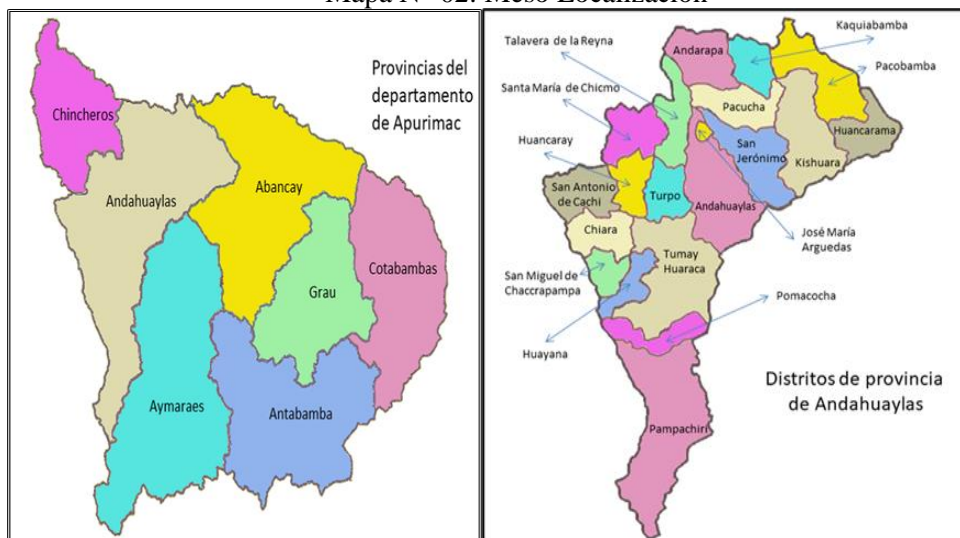 Mapa N° 02: Meso Localización
Provincias del
departamento
de Apurimac
Chincheros
Andahuaylas
Abancay
Cotabambas
Grau
Aymaraes
Antabamba
Talavera de la Reyna
Santa María de Chicmo
Huancaray
Kaquiabamba
Pacobamba
Andarapa
Pacucha
Huancarama
San
Jerónimo
Kishuara
San Antonio
de Cachi
Turpo
Andahuaylas
Chiara
José María
Arguedas
Tumay
Huaraca
San Miguel de
Chaccrapampa
Pomacocha
Huayana
Distritos de provincia
de Andahuaylas
Pampachiri